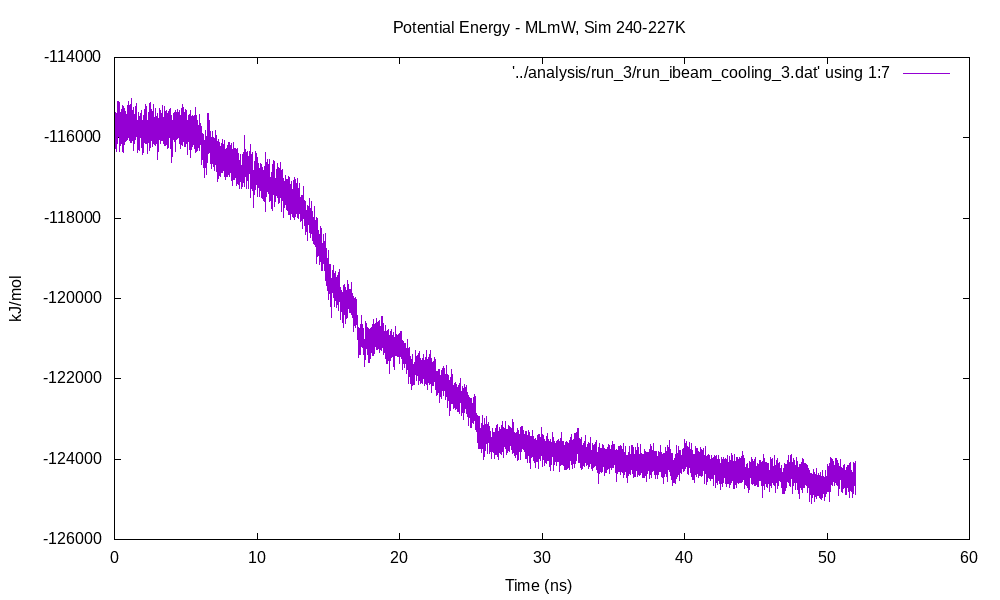 Potential Energy - MLmW, Sim 240-227K
'../analysis/run_3/run_ibeam_cooling_3.dat' using 1:7
-114000
-116000
-118000
-120000
-122000
-124000
-126000
kJ/mol
0 10 20 30 40 50 60
Time (ns)